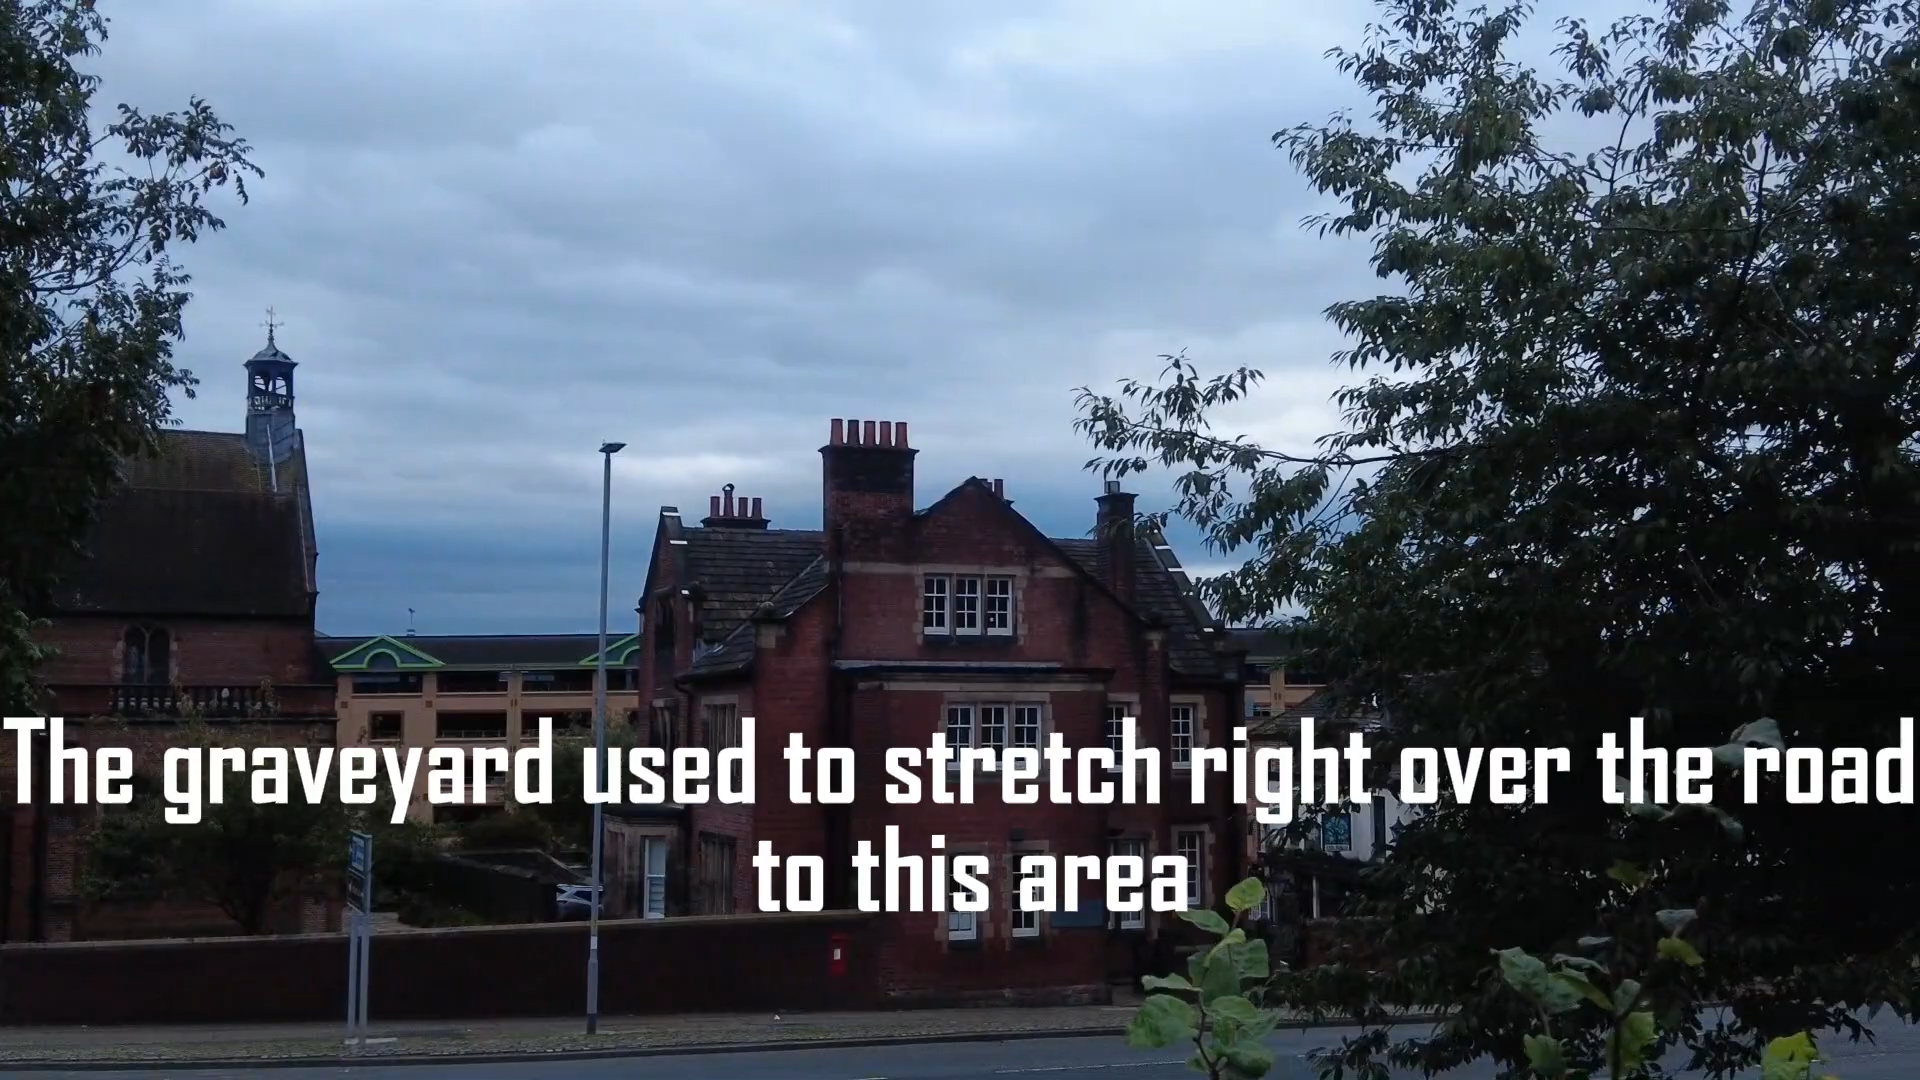 The graveyard used to stretch right over the road
to this area